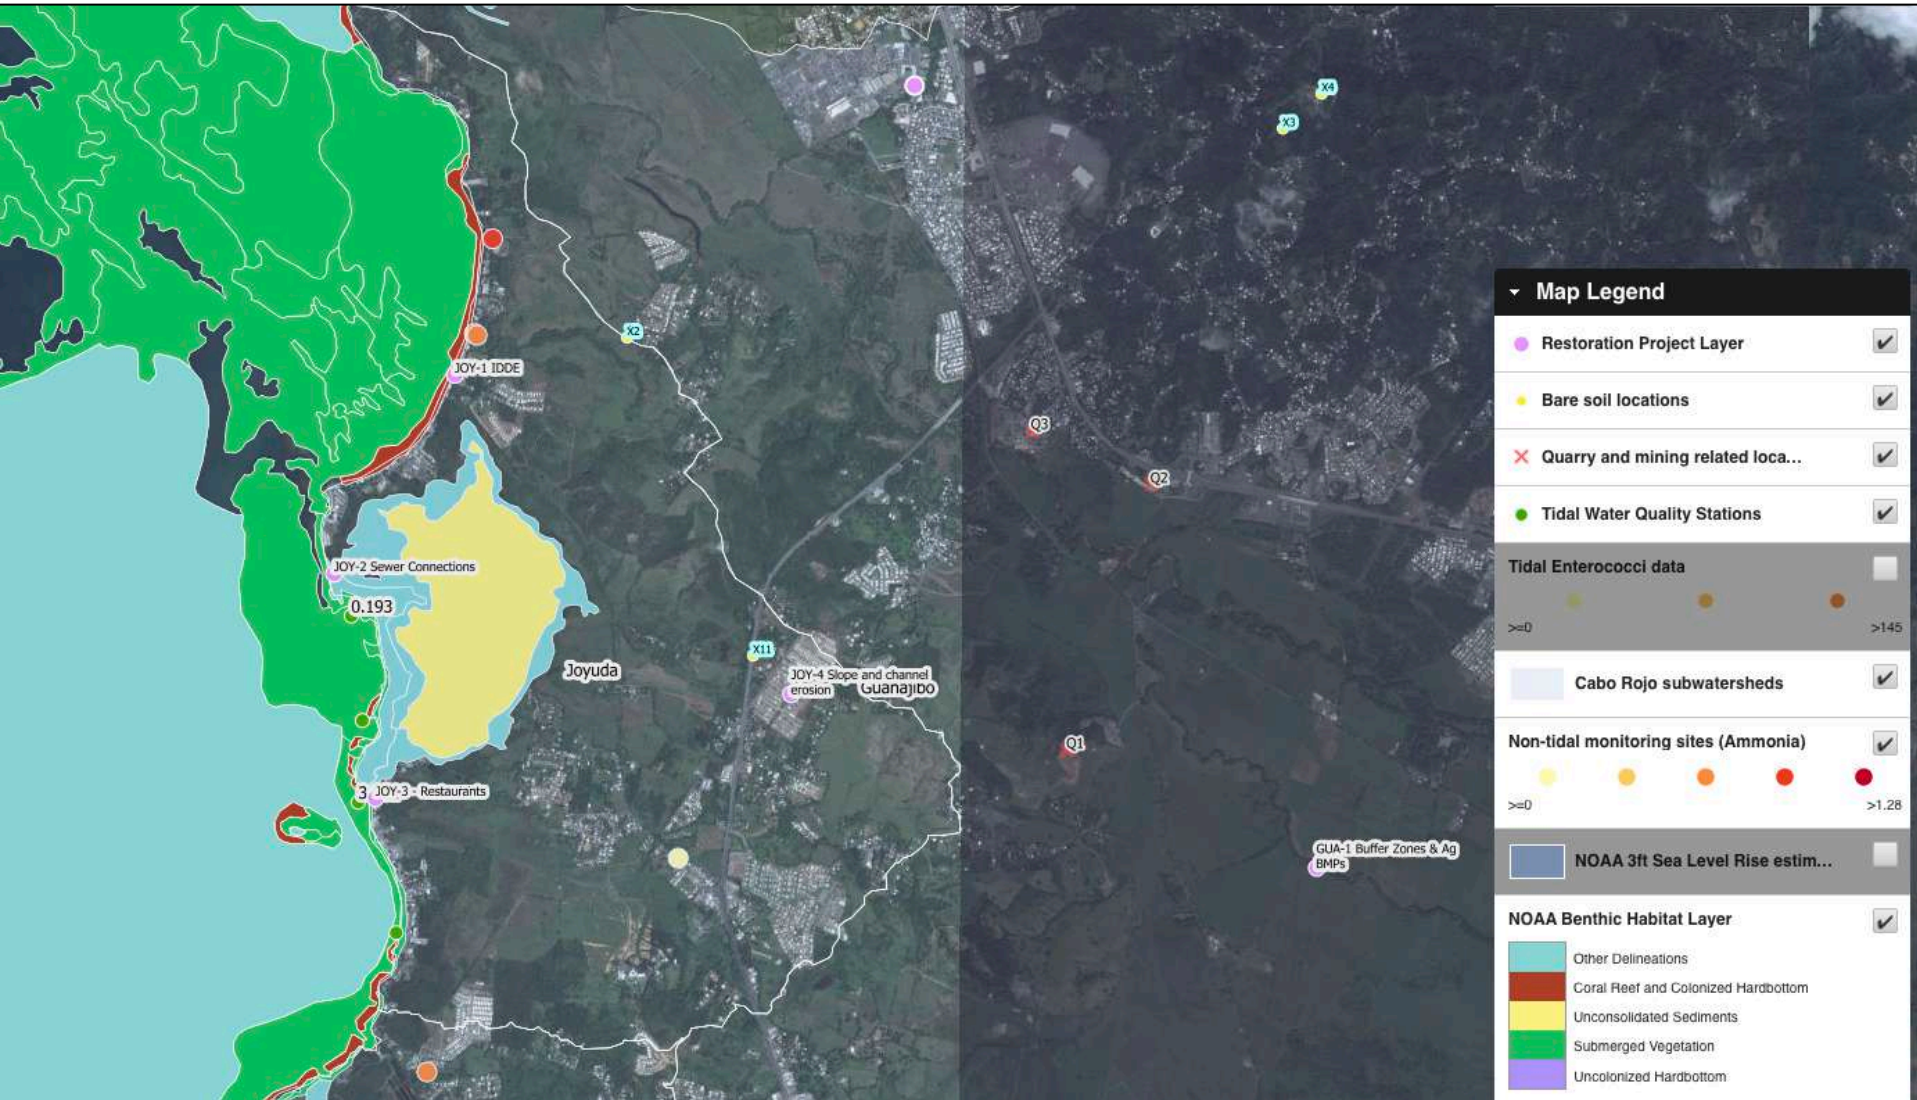 X4
X3
X2
JOY-1 IDDE
Q3
Q2
JOY-2 Sewer Connections
0.193
X11
Joyuda
JOY-4 Slope and channel
erosion
Guanajibo
Q1
3
JOY-3 - Restaurants
GUA-1 Buffer Zones & Ag
BMPs
Map Legend
Restoration Project Layer
Bare soil locations
Quarry and mining related loca...
Tidal Water Quality Stations
Tidal Enterococci data
>=0
>145
Cabo Rojo subwatersheds
Non-tidal monitoring sites (Ammonia)
>=0
>1.28
NOAA 3ft Sea Level Rise estim...
NOAA Benthic Habitat Layer
Other Delineations
Coral Reef and Colonized Hardbottom
Unconsolidated Sediments
Submerged Vegetation
Uncolonized Hardbottom